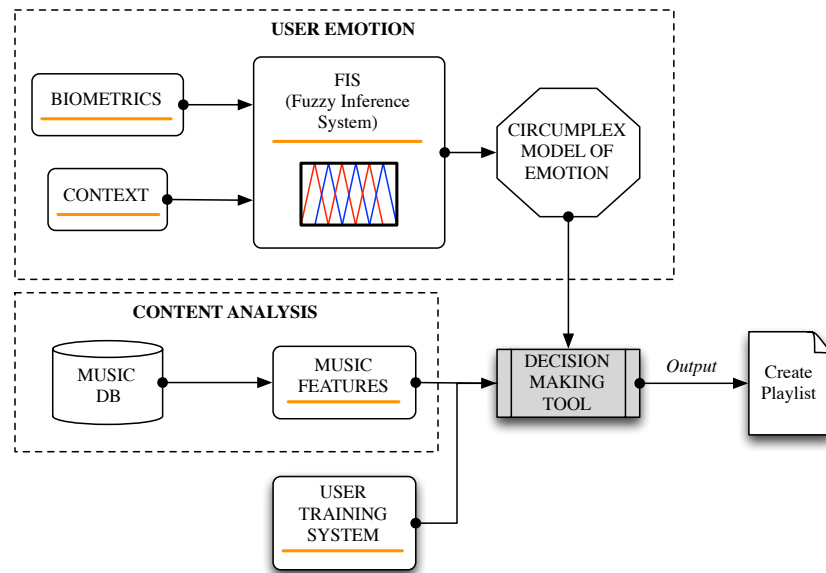 USER EMOTION
BIOMETRICS
CONTEXT
FIS
(Fuzzy Inference
System)
CIRCUMPLEX
MODEL OF
EMOTION
CONTENT ANALYSIS
MUSIC
DB
MUSIC
FEATURES
USER
TRAINING
SYSTEM
DECISION
MAKING
TOOL
Output
Create
Playlist